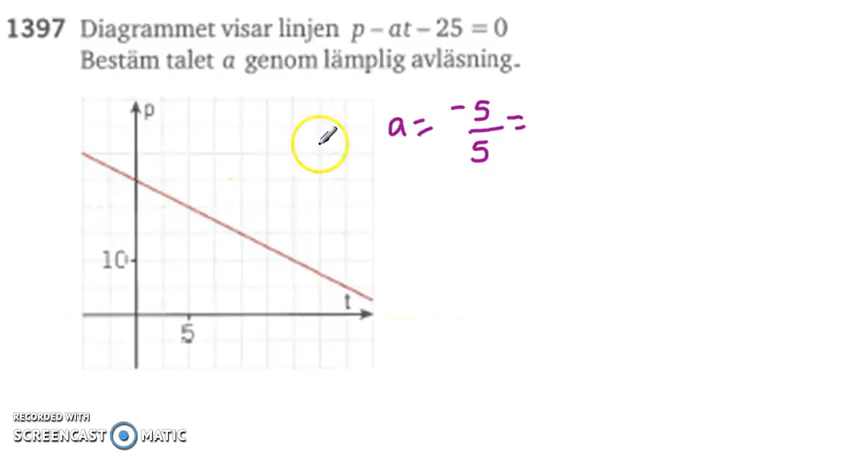 1397 Diagrammet visar linjen p – at – 25 = 0
Bestäm talet a genom lämplig avläsning.
p
a = -5/5 =
10
t
5
RECORDED WITH
SCREENCAST MATIC